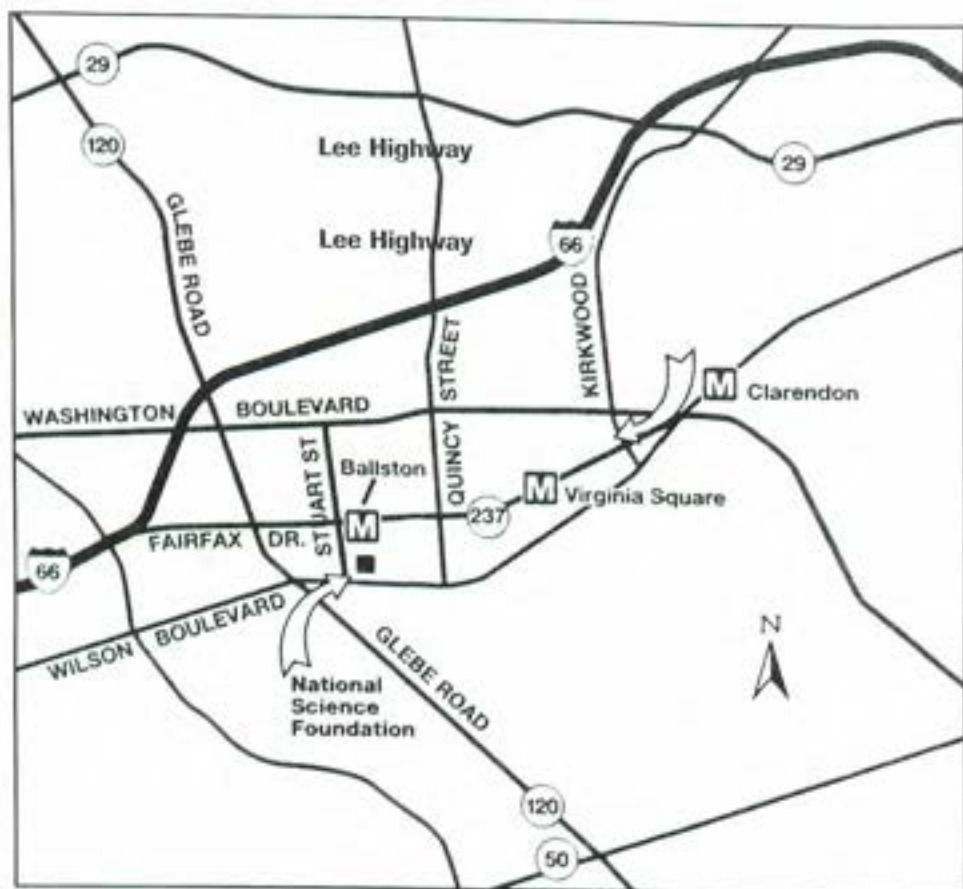 29
120
Lee Highway
29
GLEBE ROAD
Lee Highway
66
KIRKWOOD
QUINCY STREET
M Clarendon
WASHINGTON BOULEVARD
STUART ST
Ballston
M
M Virginia Square
237
FAIRFAX DR.
66
WILSON BOULEVARD
GLEBE ROAD
N
National
Science
Foundation
120
50